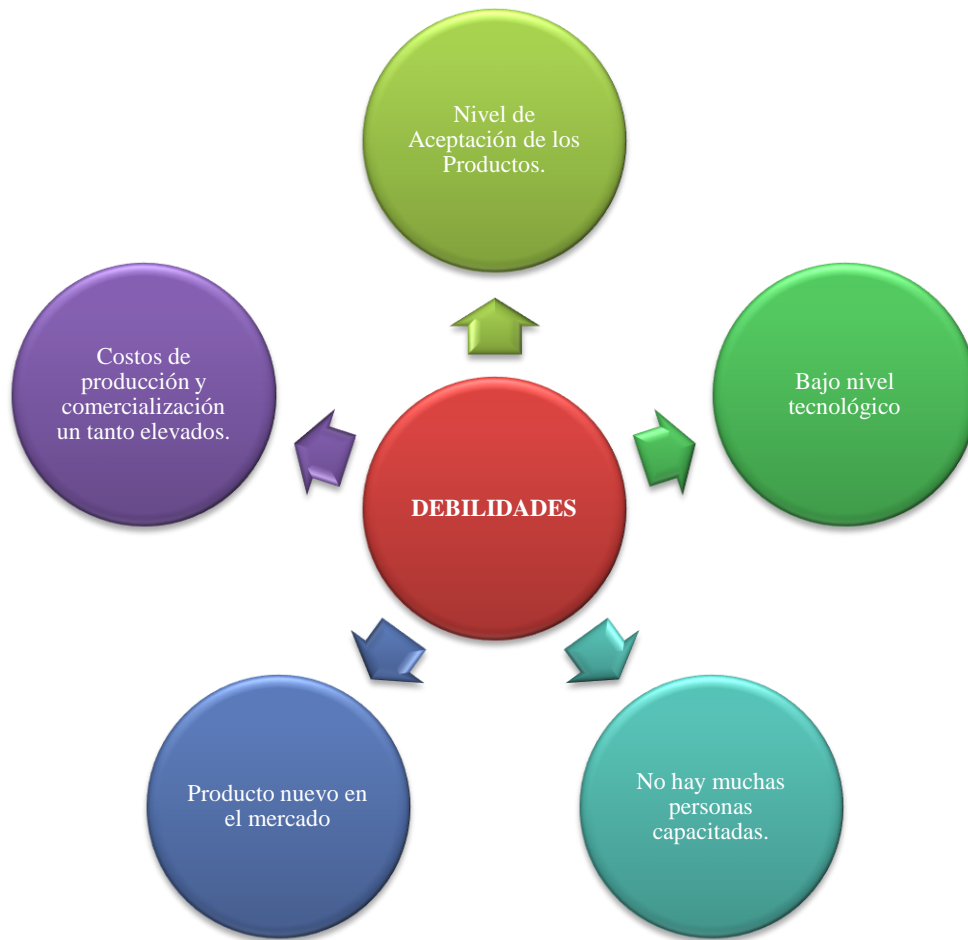 Nivel de
Aceptación de los
Productos.
Costos de
producción y
comercialización
un tanto elevados.
Bajo nivel
tecnológico
DEBILIDADES
Producto nuevo en
el mercado
No hay muchas
personas
capacitadas.